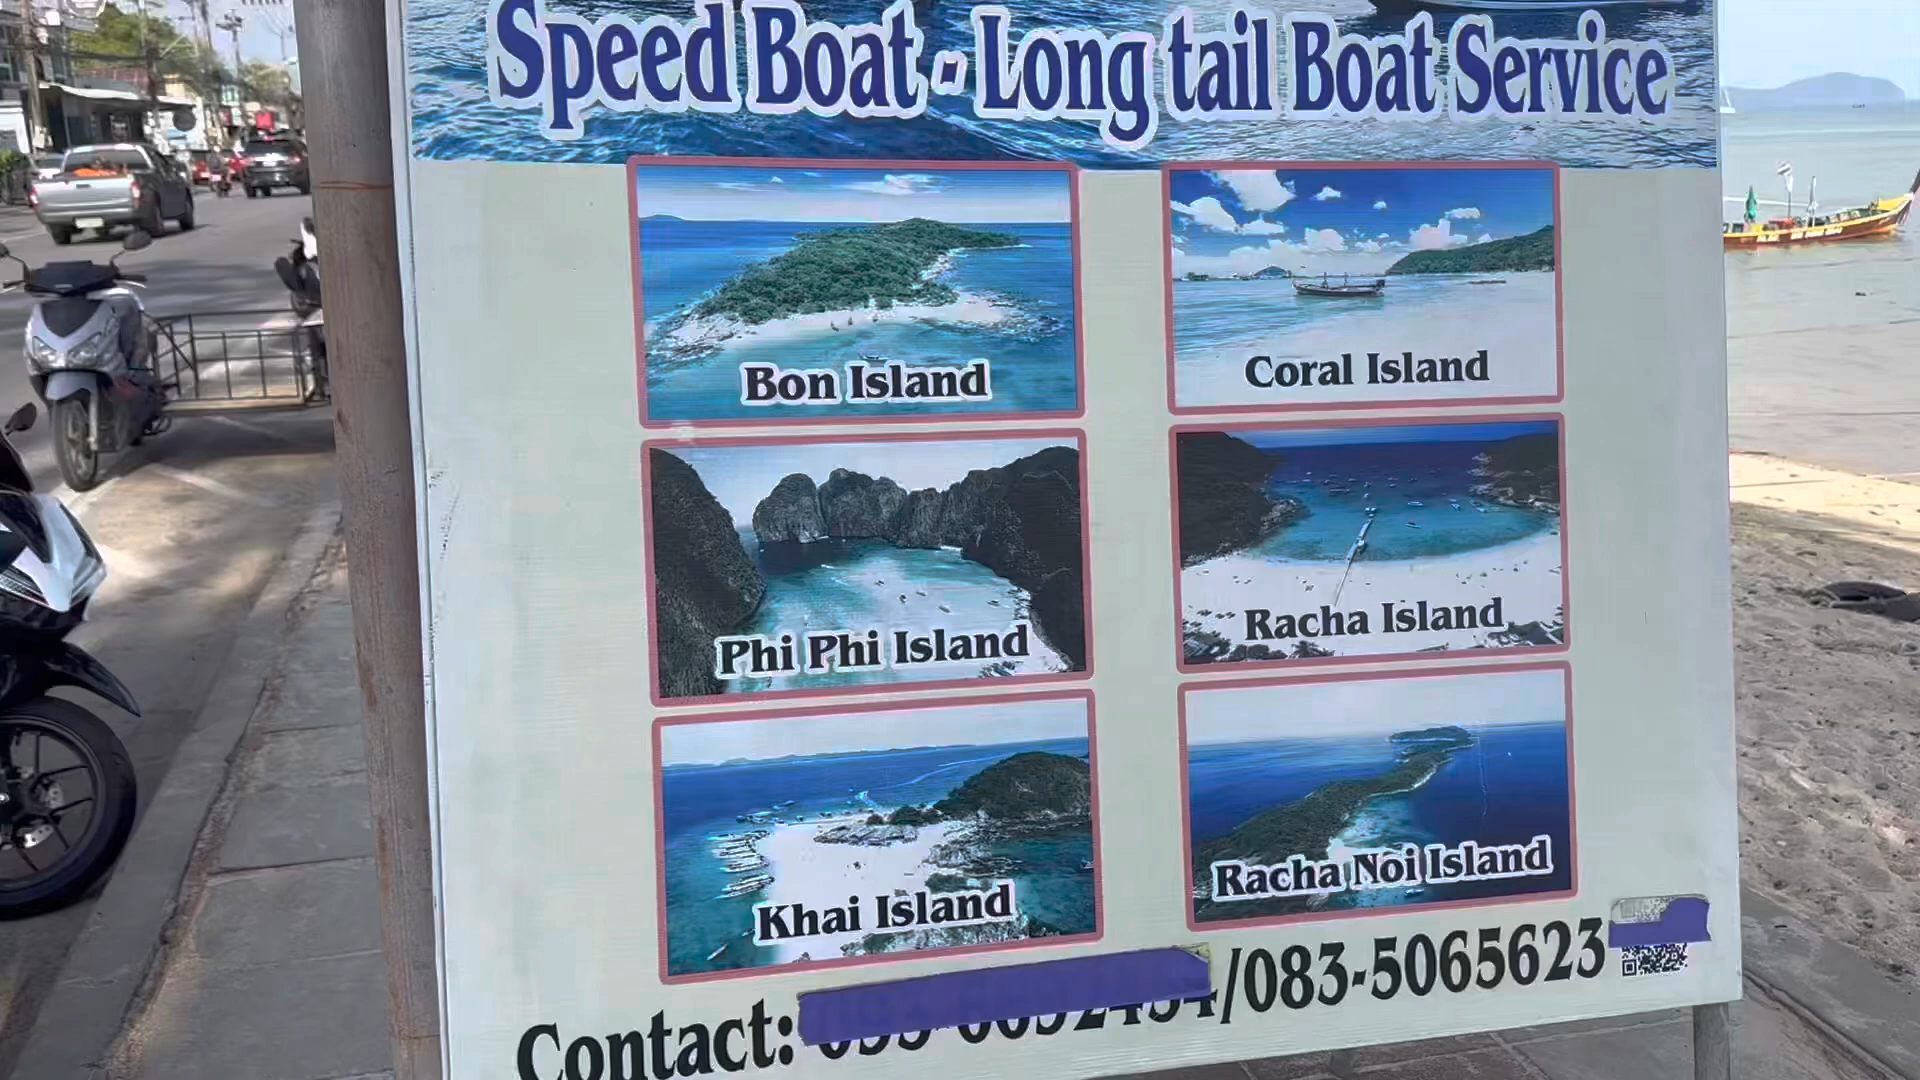 Speed Boat - Long tail Boat Service
Bon Island
Coral Island
Phi Phi Island
Racha Island
Khai Island
Racha Noi Island
Contact: /083-5065623